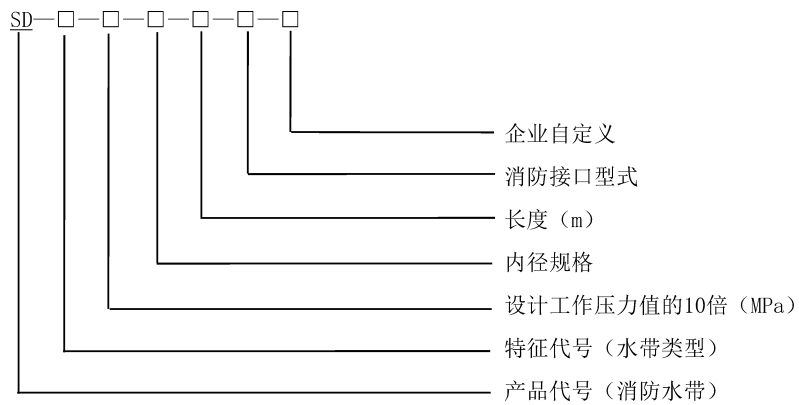 SD—□—□—□—□—□—□
企业自定义
消防接口型式
长度（m）
内径规格
设计工作压力值的10倍（MPa）
特征代号（水带类型）
产品代号（消防水带）